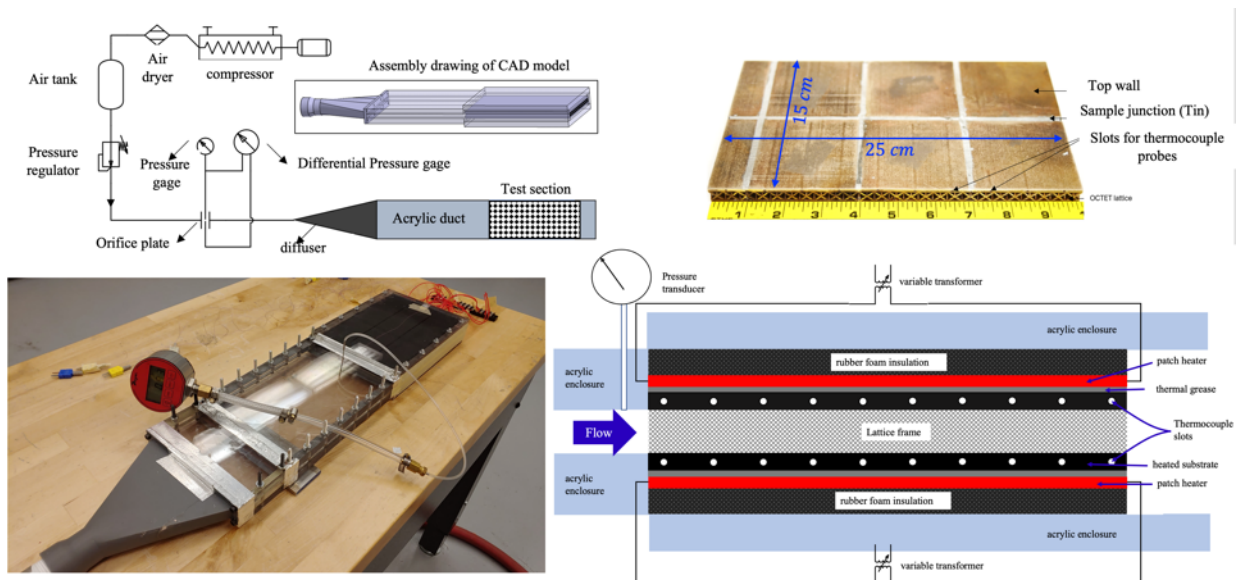 Air
dryer
compressor
Air tank
Assembly drawing of CAD model
Pressure
regulator
Pressure
gage
Differential Pressure gage
Test section
Acrylic duct
Orifice plate
diffuser
15 cm
25 cm
Top wall
Sample junction (Tin)
Slots for thermocouple
probes
OCTET lattice
1 2 3 4 5 6 7 8 9
Pressure
transducer
variable transformer
acrylic enclosure
rubber foam insulation
patch heater
acrylic
enclosure
thermal grease
Flow
Lattice frame
Thermocouple
slots
heated substrate
acrylic
enclosure
patch heater
rubber foam insulation
acrylic enclosure
variable transformer